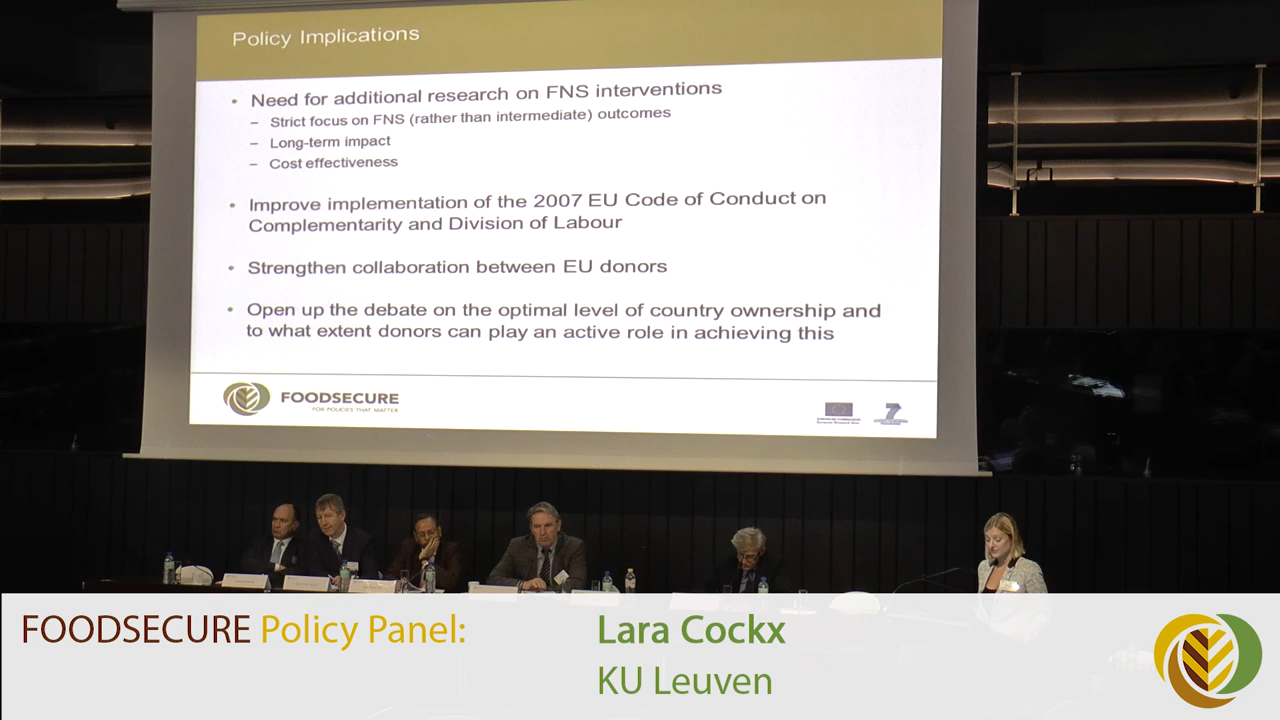 Policy Implications
• Need for additional research on FNS interventions
– Strict focus on FNS (rather than intermediate) outcomes
– Long-term impact
– Cost effectiveness
• Improve implementation of the 2007 EU Code of Conduct on
Complementarity and Division of Labour
• Strengthen collaboration between EU donors
• Open up the debate on the optimal level of country ownership and
to what extent donors can play an active role in achieving this
FOODSECURE
FOR POLICIES THAT MATTER
FOODSECURE Policy Panel:
Lara Cockx
KU Leuven